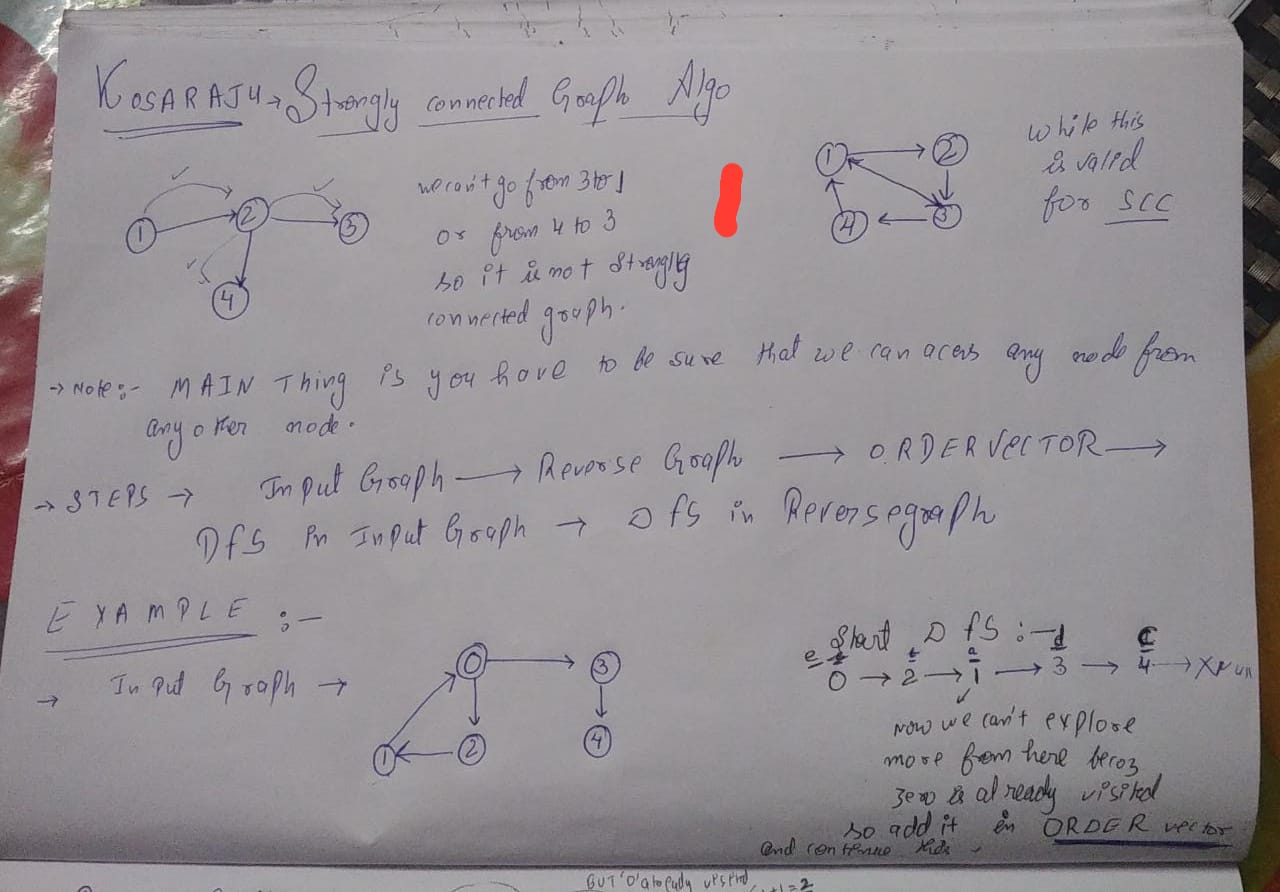 KOSARAJU → Strongly connected Graph Algo
1 2 3 4
we can't go from 3 to 1
or from 4 to 3
so it is not strongly
connected graph.
1 2 3 4
while this
is valid
for SCC
→ Note :- MAIN Thing is you have to be sure that we can acess any node from
any other node.
→ STEPS → Input Graph → Reverse Graph → ORDER VECTOR →
DfS in Input Graph → DfS in Reversegraph
EXAMPLE :-
→ Input Graph →
0 3
1 2 4
Start DfS :-
e a d c
0 → 2 → 1 → 3 → 4 → X Null
now we can't explore
more from here becoz
zero is already visited
so add it in ORDER vector
and continue this.
BUT '0' already visited